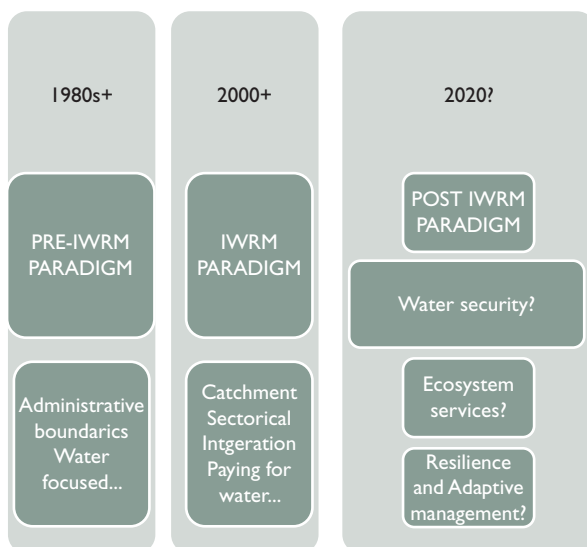 1980s+
PRE-IWRM
PARADIGM
Administrative
boundarics
Water
focused...
2000+
IWRM
PARADIGM
Catchment
Sectorical
Intgeration
Paying for
water...
2020?
POST IWRM
PARADIGM
Water security?
Ecosystem
services?
Resilience
and Adaptive
management?